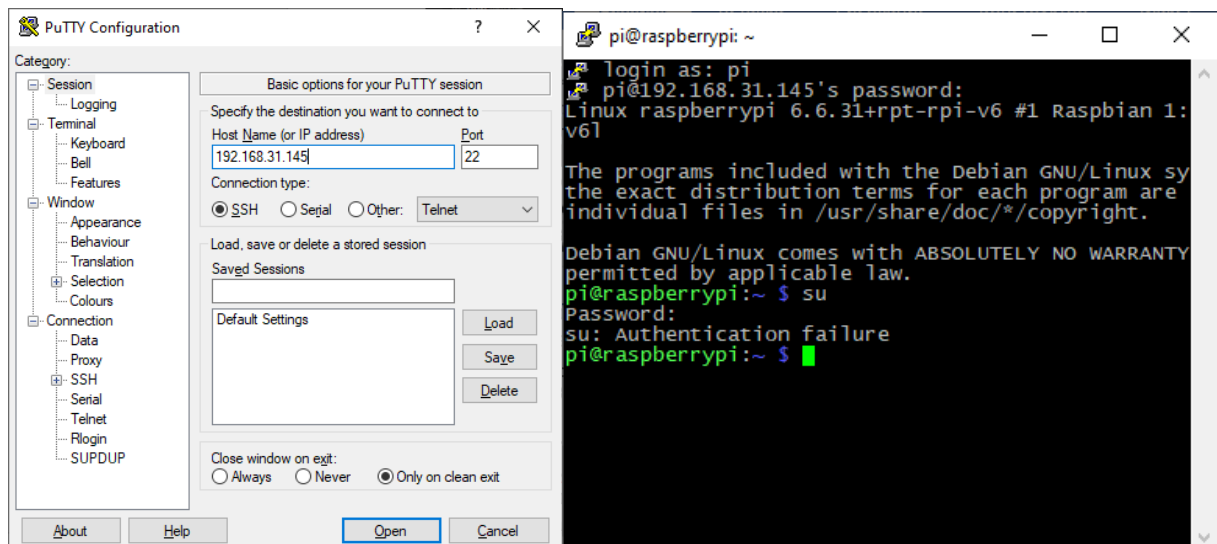 PuTTY Configuration
?
Category:
Session
Logging
Terminal
Keyboard
Bell
Features
Window
Appearance
Behaviour
Translation
Selection
Colours
Connection
Data
Proxy
SSH
Serial
Telnet
Rlogin
SUPDUP
Basic options for your PuTTY session
Specify the destination you want to connect to
Host Name (or IP address) Port
192.168.31.145 22
Connection type:
SSH Serial Other: Telnet
Load, save or delete a stored session
Saved Sessions
Default Settings
Load
Save
Delete
Close window on exit:
Always Never Only on clean exit
About Help Open Cancel
pi@raspberrypi: ~
login as: pi
pi@192.168.31.145's password:
Linux raspberrypi 6.6.31+rpt-rpi-v6 #1 Raspbian 1:
v6l
The programs included with the Debian GNU/Linux sy
the exact distribution terms for each program are
individual files in /usr/share/doc/*/copyright.
Debian GNU/Linux comes with ABSOLUTELY NO WARRANTY
permitted by applicable law.
pi@raspberrypi:~ $ su
Password:
su: Authentication failure
pi@raspberrypi:~ $